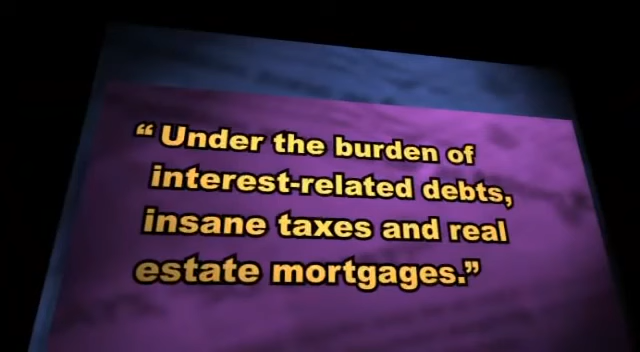 “Under the burden of
interest-related debts,
insane taxes and real
estate mortgages.”